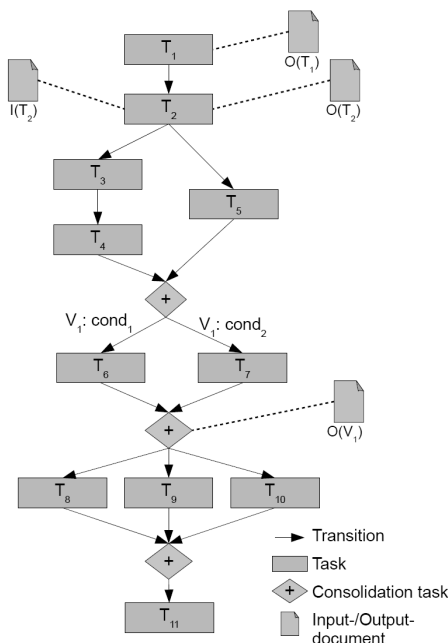 T1
O(T1)
I(T2)
T2
O(T2)
T3
T5
T4
+
V1: cond1
V1: cond2
T6
T7
+
O(V1)
T8
T9
T10
+
T11
Transition
Task
+ Consolidation task
Input-/Output-
document